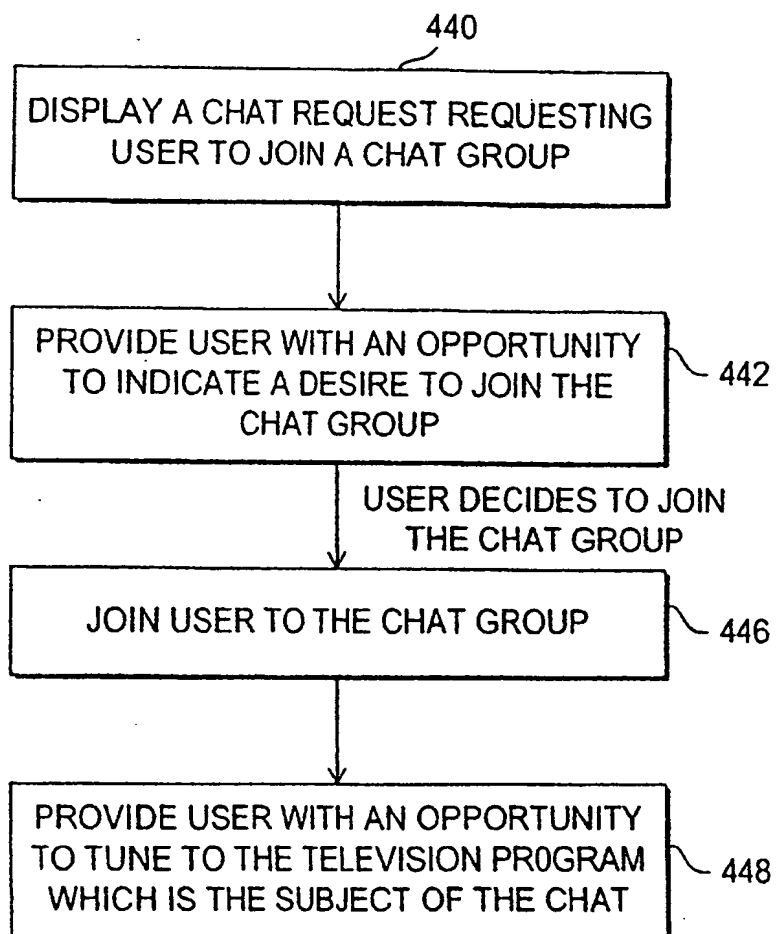 440
DISPLAY A CHAT REQUEST REQUESTING
USER TO JOIN A CHAT GROUP
PROVIDE USER WITH AN OPPORTUNITY
TO INDICATE A DESIRE TO JOIN THE
CHAT GROUP
442
USER DECIDES TO JOIN
THE CHAT GROUP
JOIN USER TO THE CHAT GROUP
446
PROVIDE USER WITH AN OPPORTUNITY
TO TUNE TO THE TELEVISION PR0GRAM
WHICH IS THE SUBJECT OF THE CHAT
448